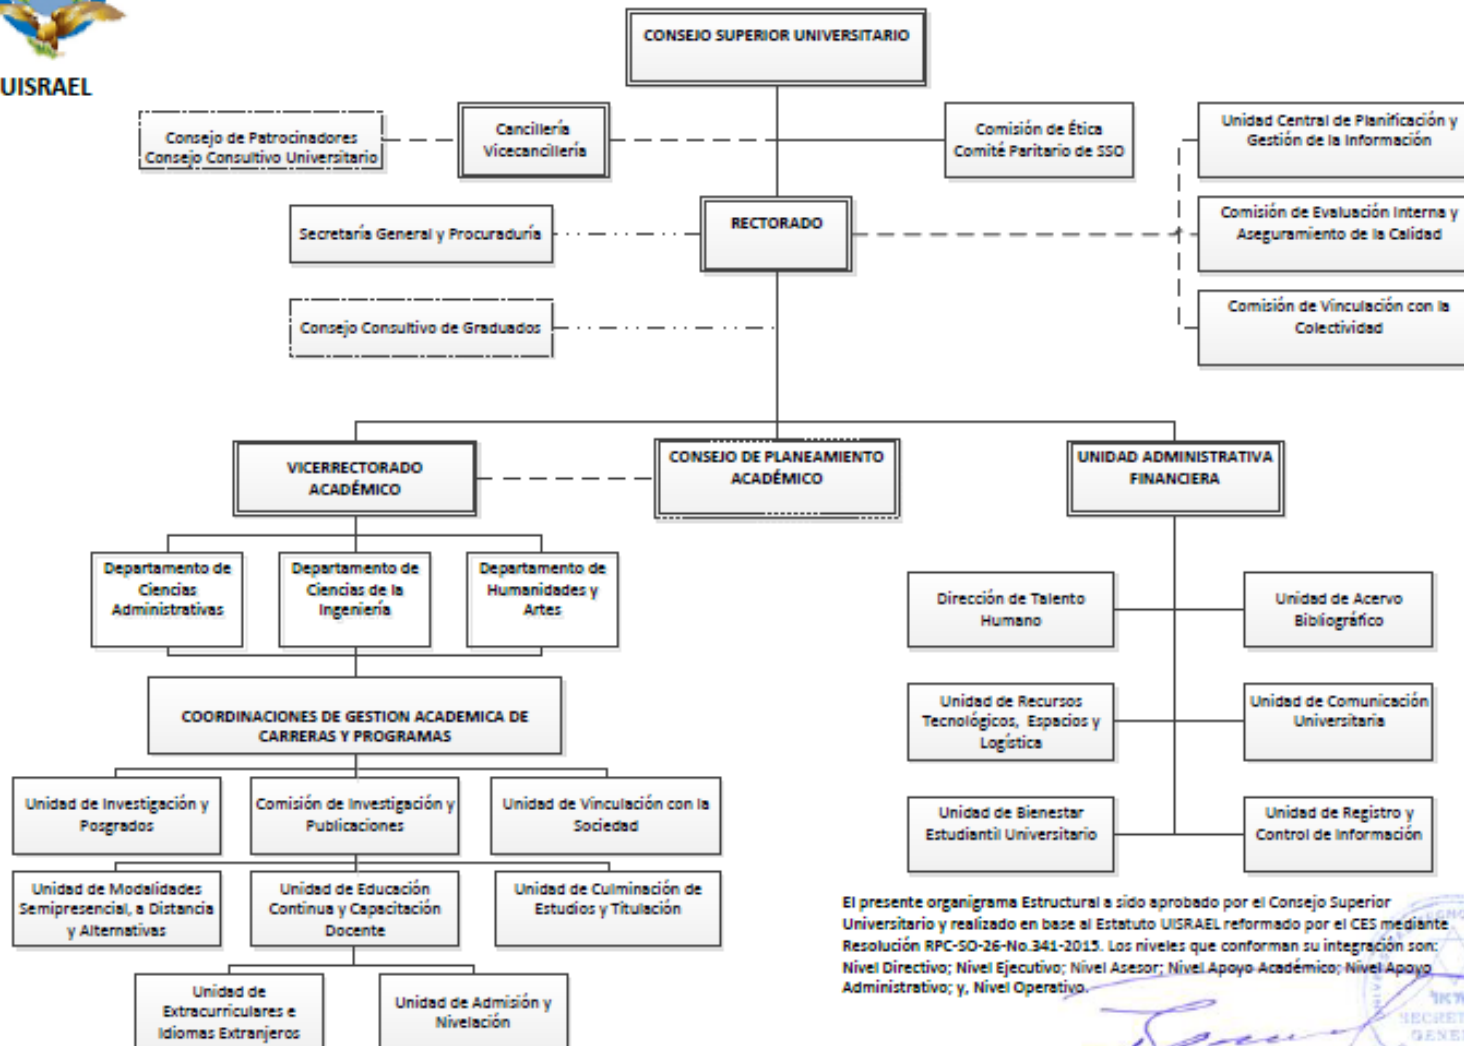 UISRAEL
CONSEJO SUPERIOR UNIVERSITARIO
Consejo de Patrocinadores
Consejo Consultivo Universitario
Cancillería
Vicecancillería
Comisión de Ética
Comité Paritario de SSO
Unidad Central de Planificación y
Gestión de la Información
Secretaría General y Procuraduría
RECTORADO
Comisión de Evaluación Interna y
Aseguramiento de la Calidad
Consejo Consultivo de Graduados
Comisión de Vinculación con la
Colectividad
VICERRECTORADO
ACADÉMICO
CONSEJO DE PLANEAMIENTO
ACADÉMICO
UNIDAD ADMINISTRATIVA
FINANCIERA
Departamento de
Ciencias
Administrativas
Departamento de
Ciencias de la
Ingeniería
Departamento de
Humanidades y
Artes
Dirección de Talento
Humano
Unidad de Acervo
Bibliográfico
COORDINACIONES DE GESTION ACADEMICA DE
CARRERAS Y PROGRAMAS
Unidad de Recursos
Tecnológicos, Espacios y
Logística
Unidad de Comunicación
Universitaria
Unidad de Investigación y
Posgrados
Comisión de Investigación y
Publicaciones
Unidad de Vinculación con la
Sociedad
Unidad de Bienestar
Estudiantil Universitario
Unidad de Registro y
Control de Información
Unidad de Modalidades
Semipresencial, a Distancia
y Alternativas
Unidad de Educación
Continua y Capacitación
Docente
Unidad de Culminación de
Estudios y Titulación
Unidad de
Extracurriculares e
Idiomas Extranjeros
Unidad de Admisión y
Nivelación
El presente organigrama Estructural a sido aprobado por el Consejo Superior
Universitario y realizado en base al Estatuto UISRAEL reformado por el CES mediante
Resolución RPC-SO-26-No.341-2015. Los niveles que conforman su integración son:
Nivel Directivo; Nivel Ejecutivo; Nivel Asesor; Nivel Apoyo Académico; Nivel Apoyo
Administrativo; y, Nivel Operativo.